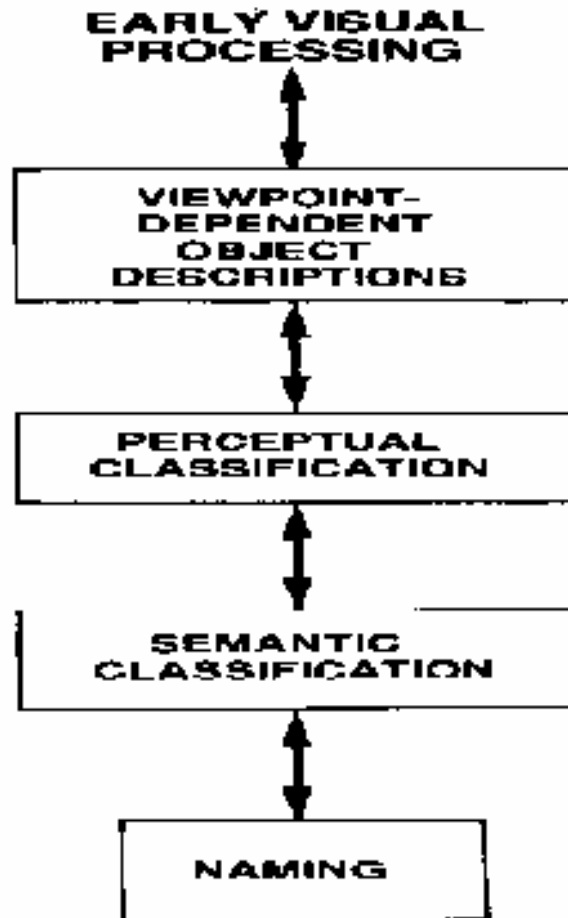 EARLY VISUAL
PROCESSING
VIEWPOINT-
DEPENDENT
OBJECT
DESCRIPTIONS
PERCEPTUAL
CLASSIFICATION
SEMANTIC
CLASSIFICATION
NAMING